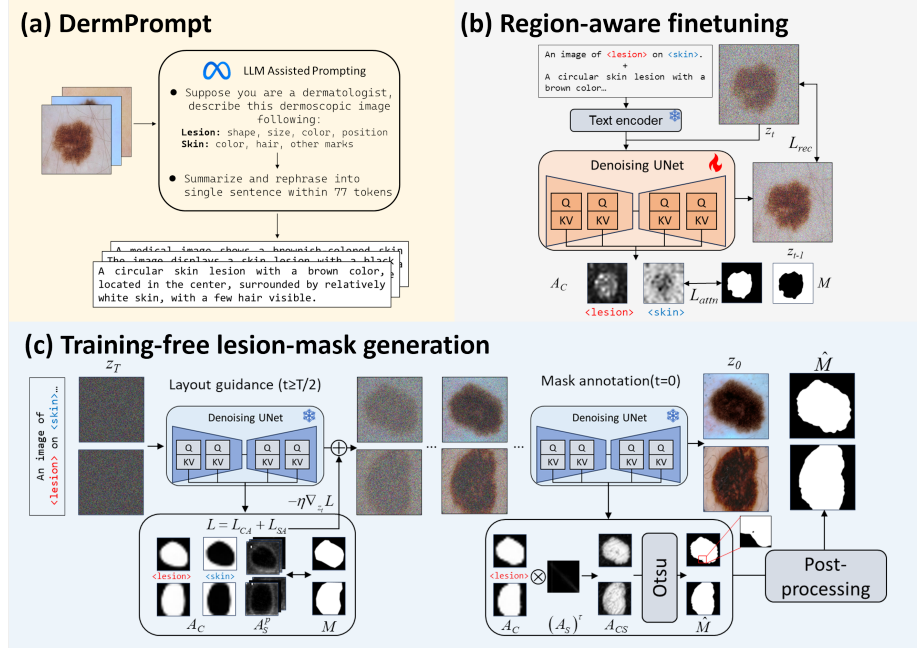 (a) DermPrompt
LLM Assisted Prompting
Suppose you are a dermatologist,
describe this dermoscopic image
following:
Lesion: shape, size, color, position
Skin: color, hair, other marks
Summarize and rephrase into
single sentence within 77 tokens
A medical image shows a brownish-colored skin
The image displays a skin lesion with a black
A circular skin lesion with a brown color,
located in the center, surrounded by relatively
white skin, with a few hair visible.
(b) Region-aware finetuning
An image of <lesion> on <skin>.
+
A circular skin lesion with a
brown color…
Text encoder
z_t
L_rec
Denoising UNet
Q Q Q Q
KV KV KV KV
z_{t-1}
A_C
L_attn
M
<lesion> <skin>
(c) Training-free lesion-mask generation
z_T
Layout guidance (t≥T/2)
Mask annotation(t=0)
z_0
M̂
An image of
<lesion> on <skin>…
Denoising UNet
Q Q Q Q
KV KV KV KV
... ...
Denoising UNet
Q Q Q Q
KV KV KV KV
−η∇_{z_t} L
L = L_CA + L_SA
<lesion> <skin>
A_C A_S^p M
<lesion>
⊗
Otsu
A_C (A_S)^τ A_CS M̂
Post-
processing